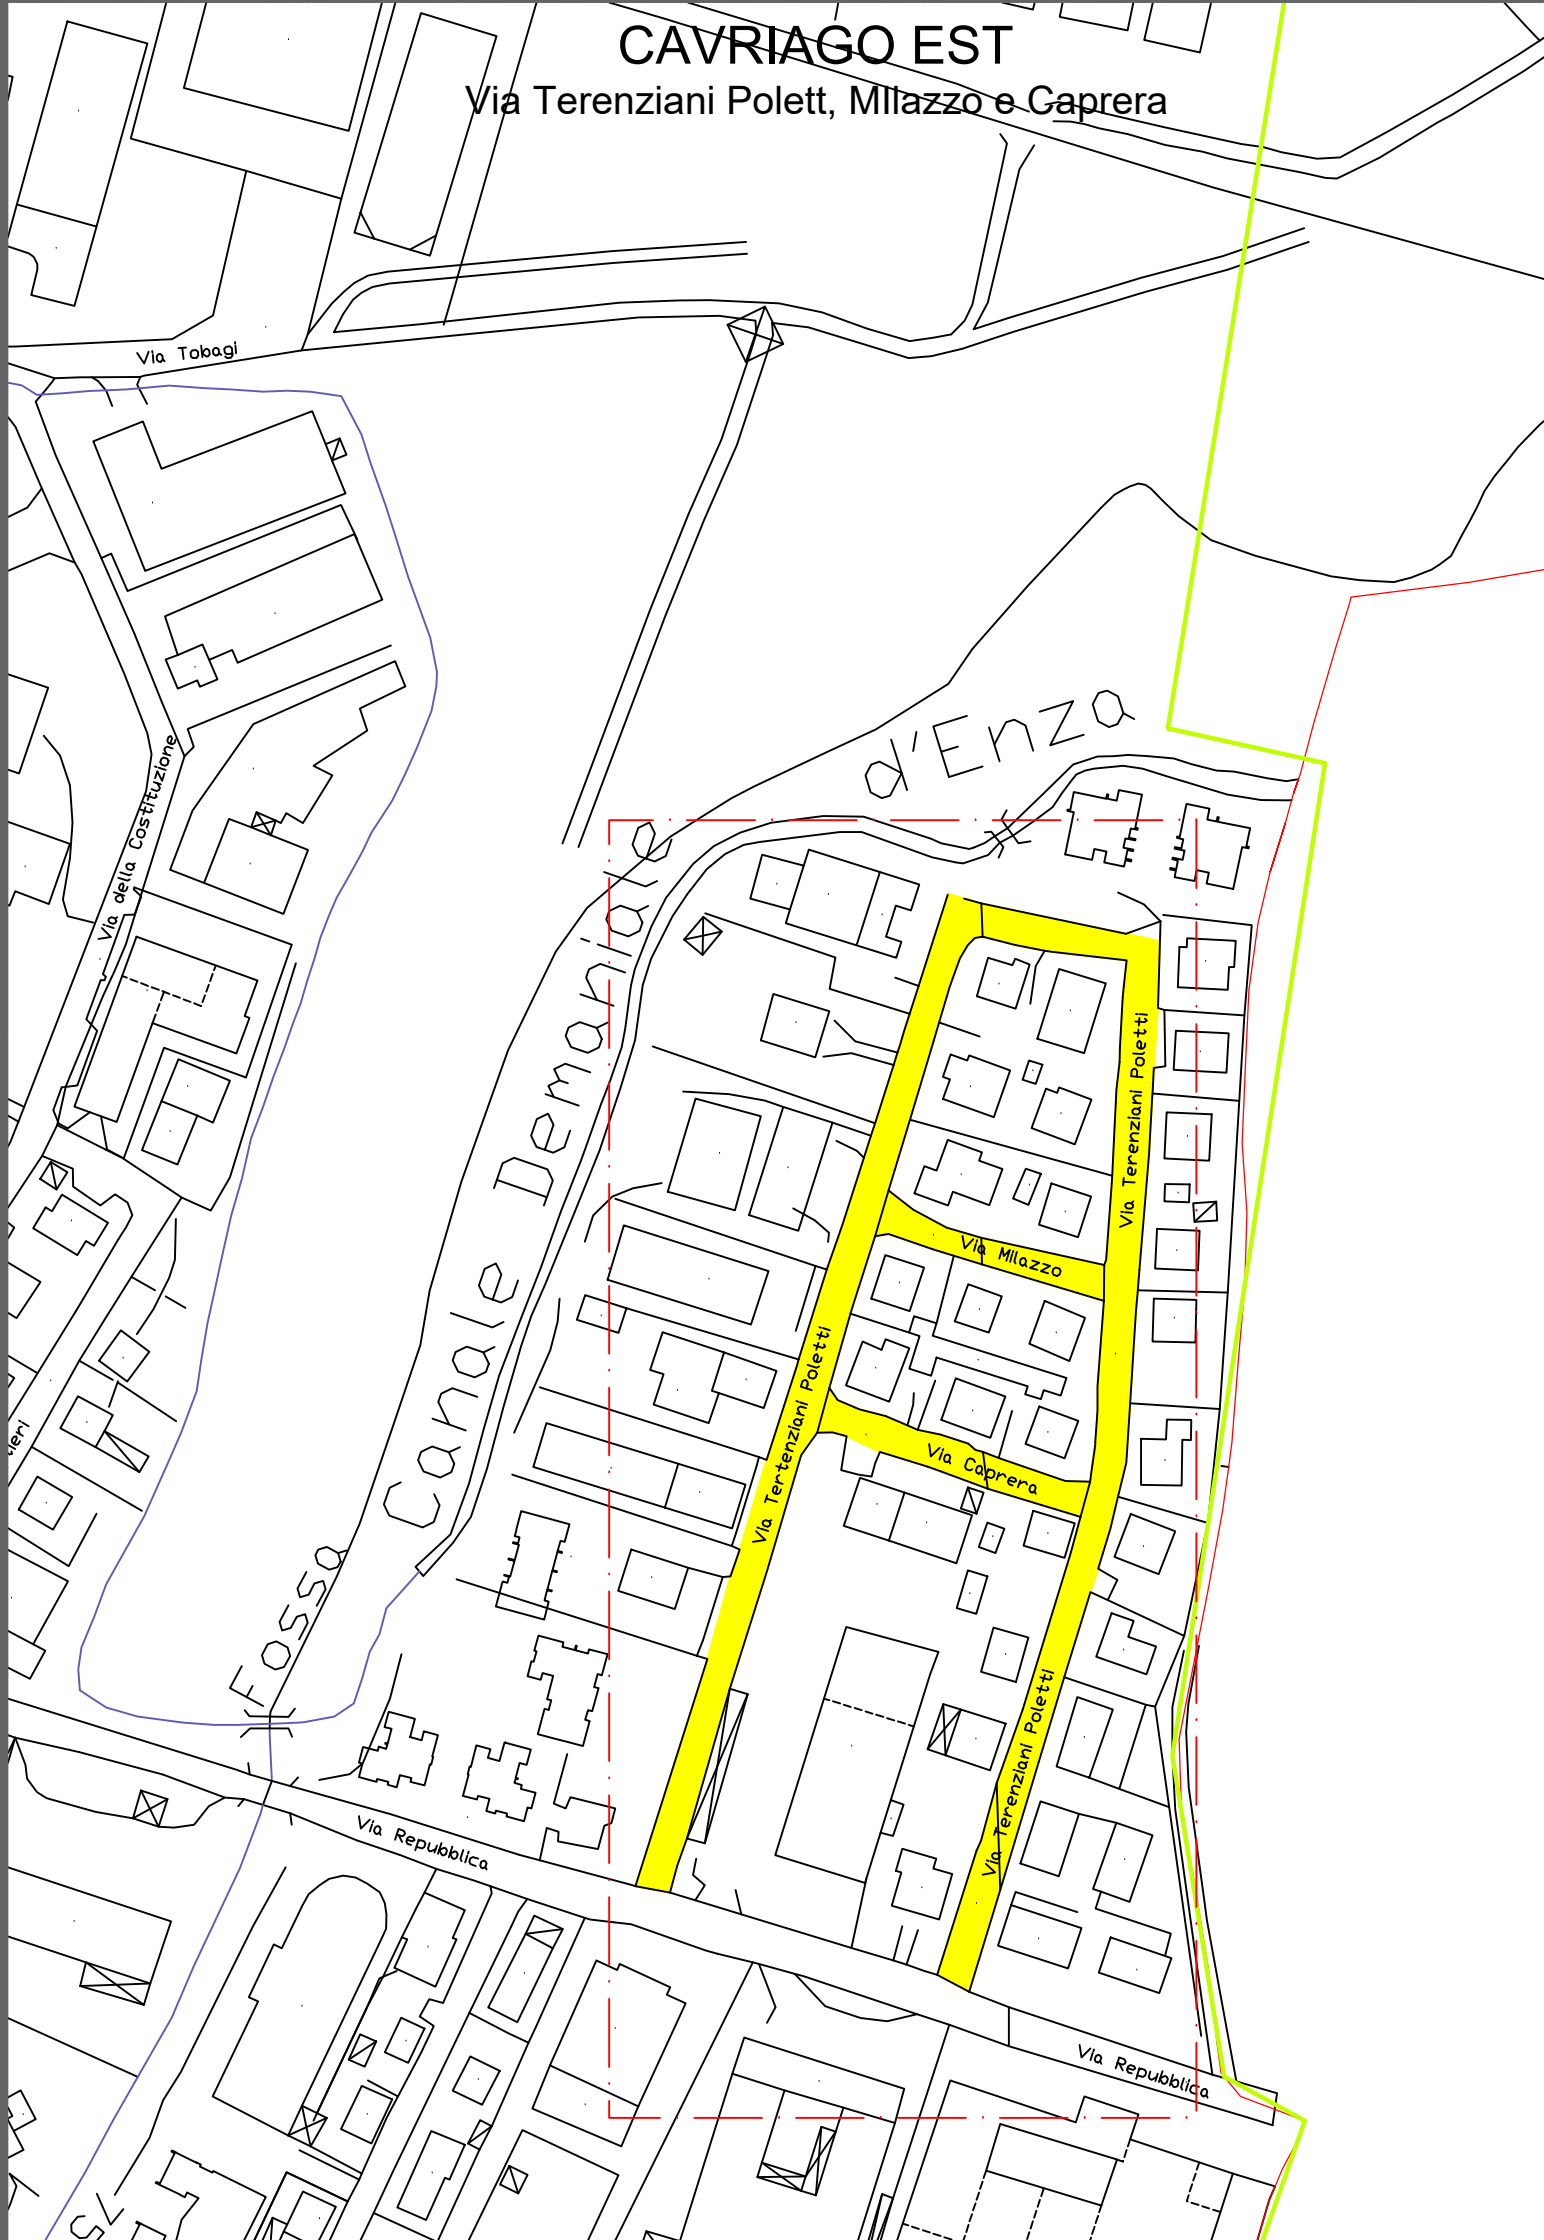 CAVRIAGO EST
Via Terenziani Polett, MIlazzo e Caprera
Via Tobagi
Via della Costituzione
Canale Demaniale d'Enza
Via Terenziani Poletti
Via Milazzo
Via Tertenziani Poletti
Via Caprera
Fosso
Via Terenziani Poletti
Via Repubblica
Via Repubblica